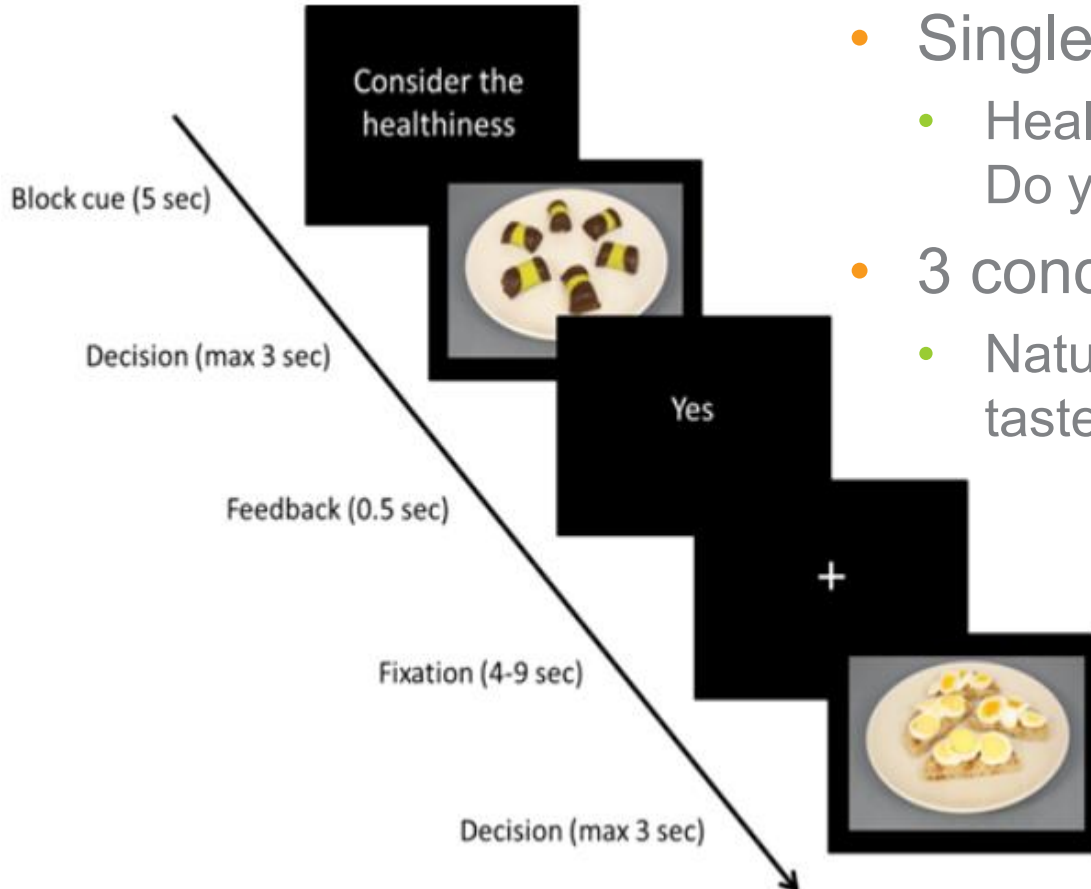 Consider the
healthiness
Block cue (5 sec)
Decision (max 3 sec)
Yes
Feedback (0.5 sec)
+
Fixation (4-9 sec)
Decision (max 3 sec)
• Single
• Heal
Do y
• 3 cond
• Natu
taste